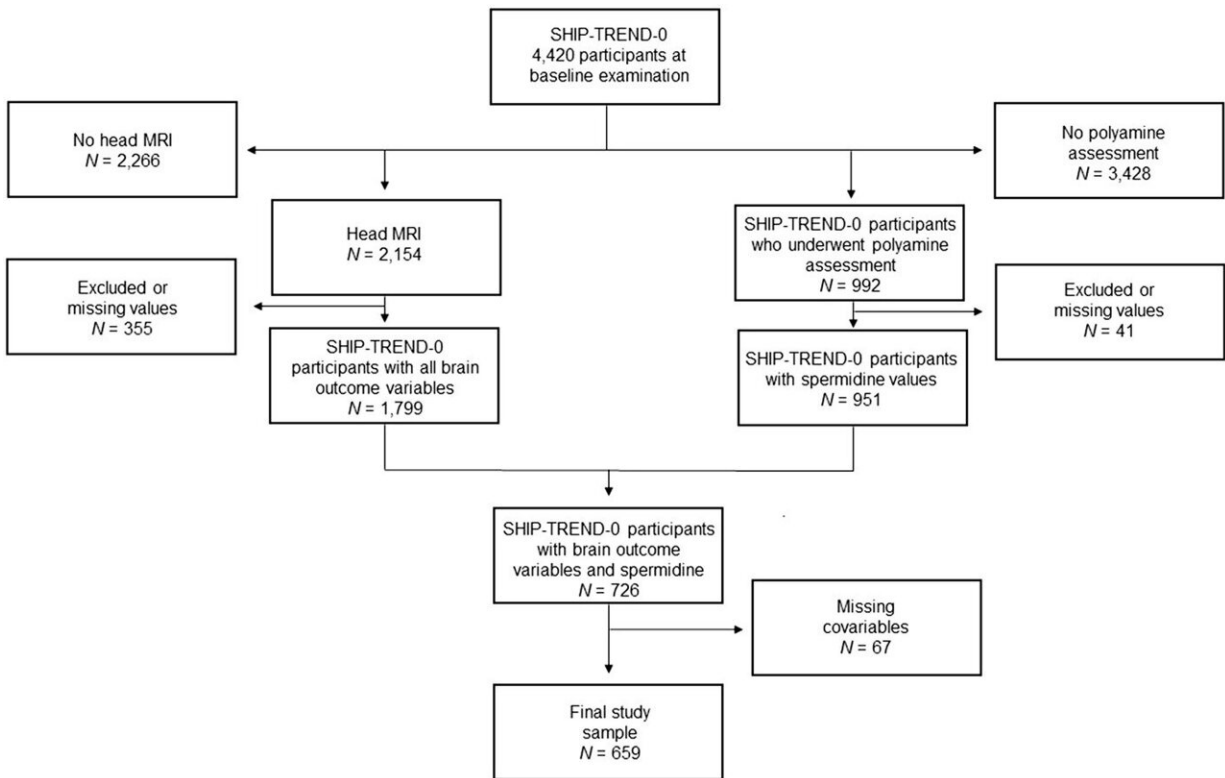 SHIP-TREND-0
4,420 participants at
baseline examination
No head MRI
N = 2,266
No polyamine
assessment
N = 3,428
Head MRI
N = 2,154
SHIP-TREND-0 participants
who underwent polyamine
assessment
N = 992
Excluded or
missing values
N = 355
Excluded or
missing values
N = 41
SHIP-TREND-0
participants with all brain
outcome variables
N = 1,799
SHIP-TREND-0 participants
with spermidine values
N = 951
SHIP-TREND-0 participants
with brain outcome
variables and spermidine
N = 726
Missing
covariables
N = 67
Final study
sample
N = 659